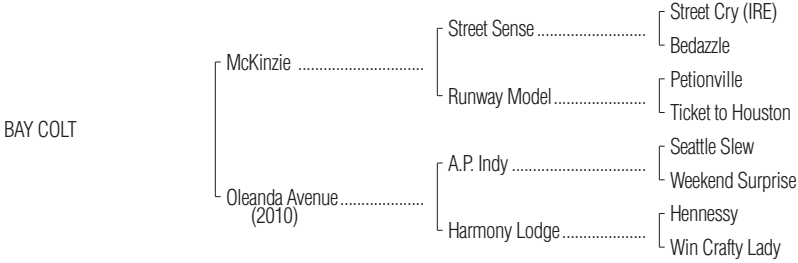 Street Cry (IRE)
Street Sense ..........................
Bedazzle
McKinzie ..............................
Petionville
Runway Model......................
Ticket to Houston
BAY COLT
Seattle Slew
A.P. Indy ................................
Weekend Surprise
Oleanda Avenue....................
(2010)
Hennessy
Harmony Lodge....................
Win Crafty Lady